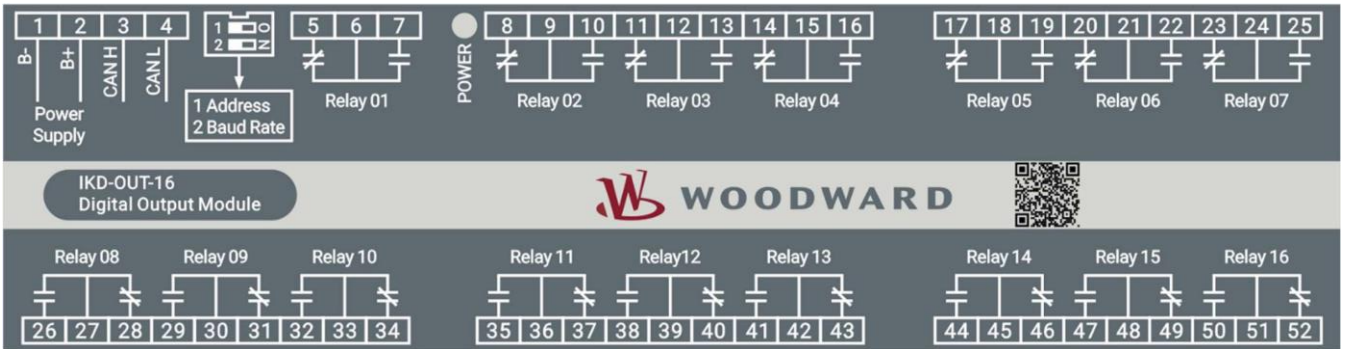 1 2 3 4 1 O 5 6 7 8 9 10 11 12 13 14 15 16 17 18 19 20 21 22 23 24 25
2 N
B- B+ CAN H CAN L POWER
Relay 01 Relay 02 Relay 03 Relay 04 Relay 05 Relay 06 Relay 07
Power
Supply
1 Address
2 Baud Rate
IKD-OUT-16
Digital Output Module
W WOODWARD
Relay 08 Relay 09 Relay 10 Relay 11 Relay12 Relay 13 Relay 14 Relay 15 Relay 16
26 27 28 29 30 31 32 33 34 35 36 37 38 39 40 41 42 43 44 45 46 47 48 49 50 51 52